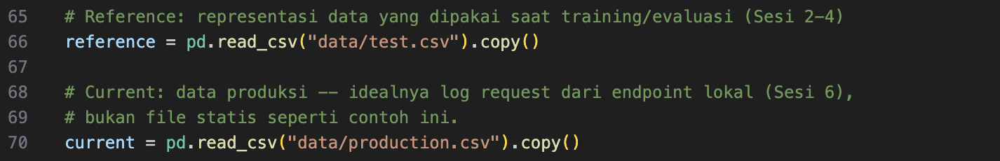 65 # Reference: representasi data yang dipakai saat training/evaluasi (Sesi 2-4)
66 reference = pd.read_csv("data/test.csv").copy()
67
68 # Current: data produksi -- idealnya log request dari endpoint lokal (Sesi 6),
69 # bukan file statis seperti contoh ini.
70 current = pd.read_csv("data/production.csv").copy()